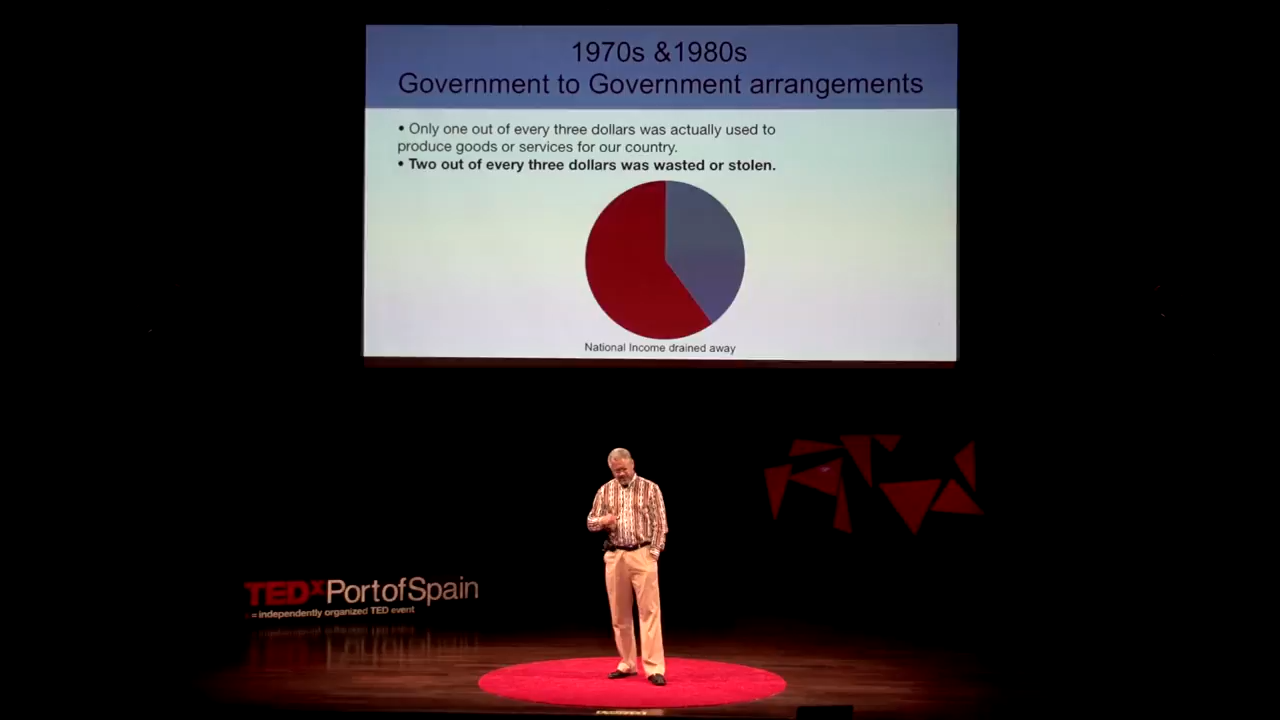 1970s &1980s
Government to Government arrangements
• Only one out of every three dollars was actually used to
produce goods or services for our country.
• Two out of every three dollars was wasted or stolen.
National Income drained away
TEDxPortofSpain
x = independently organized TED event